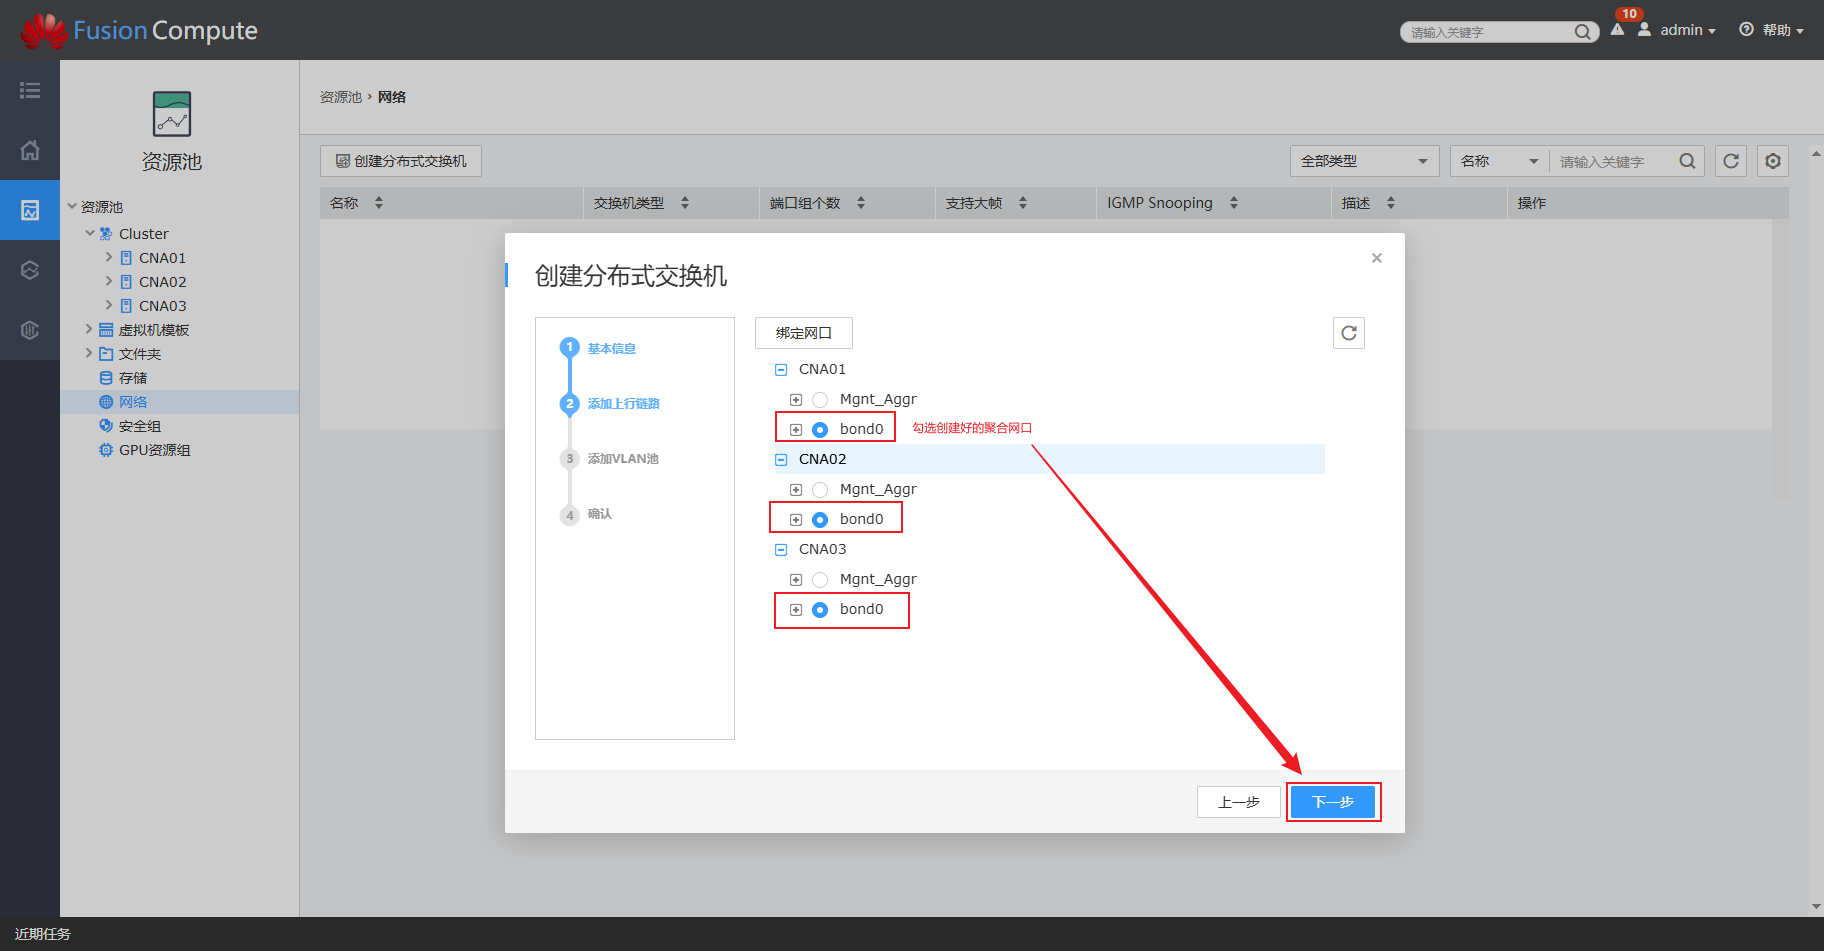 FusionCompute
请输入关键字
10
admin
帮助
资源池
资源池 › 网络
创建分布式交换机
全部类型
名称
请输入关键字
名称
交换机类型
端口组个数
支持大帧
IGMP Snooping
描述
操作
资源池
Cluster
CNA01
CNA02
CNA03
虚拟机模板
文件夹
存储
网络
安全组
GPU资源组
创建分布式交换机
×
1 基本信息
2 添加上行链路
3 添加VLAN池
4 确认
绑定网口
CNA01
Mgnt_Aggr
bond0
勾选创建好的聚合网口
CNA02
Mgnt_Aggr
bond0
CNA03
Mgnt_Aggr
bond0
上一步
下一步
近期任务